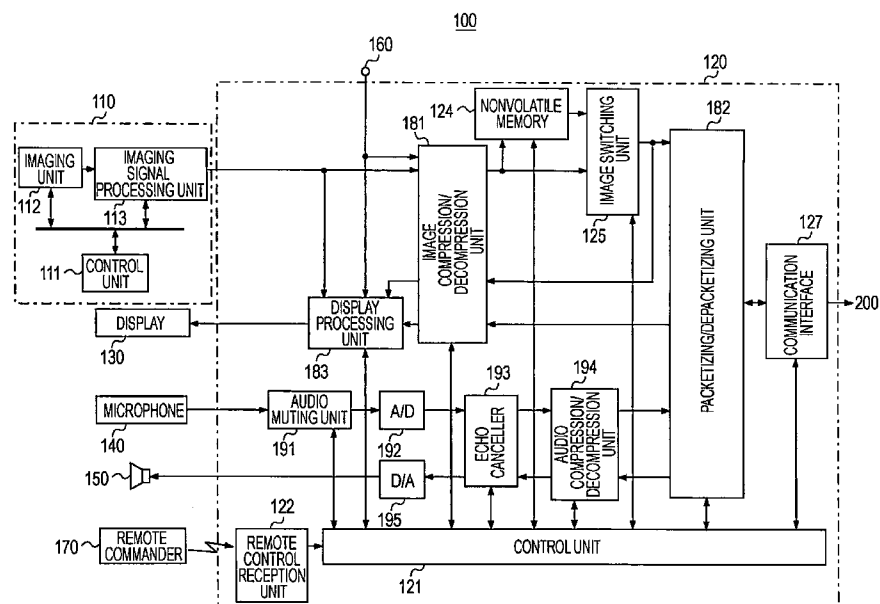 100
160
120
110
124
NONVOLATILE
MEMORY
181
182
IMAGING
UNIT
IMAGING
SIGNAL
PROCESSING UNIT
112
113
111
CONTROL
UNIT
IMAGE COMPRESSION/
DECOMPRESSION
UNIT
IMAGE SWITCHING
UNIT
125
PACKETIZING/DEPACKETIZING UNIT
127
COMMUNICATION
INTERFACE
200
DISPLAY
130
DISPLAY
PROCESSING
UNIT
183
193
194
MICROPHONE
140
AUDIO
MUTING UNIT
191
A/D
192
ECHO
CANCELLER
AUDIO
COMPRESSION/
DECOMPRESSION
UNIT
150
D/A
195
122
170
REMOTE
COMMANDER
REMOTE
CONTROL
RECEPTION
UNIT
CONTROL UNIT
121